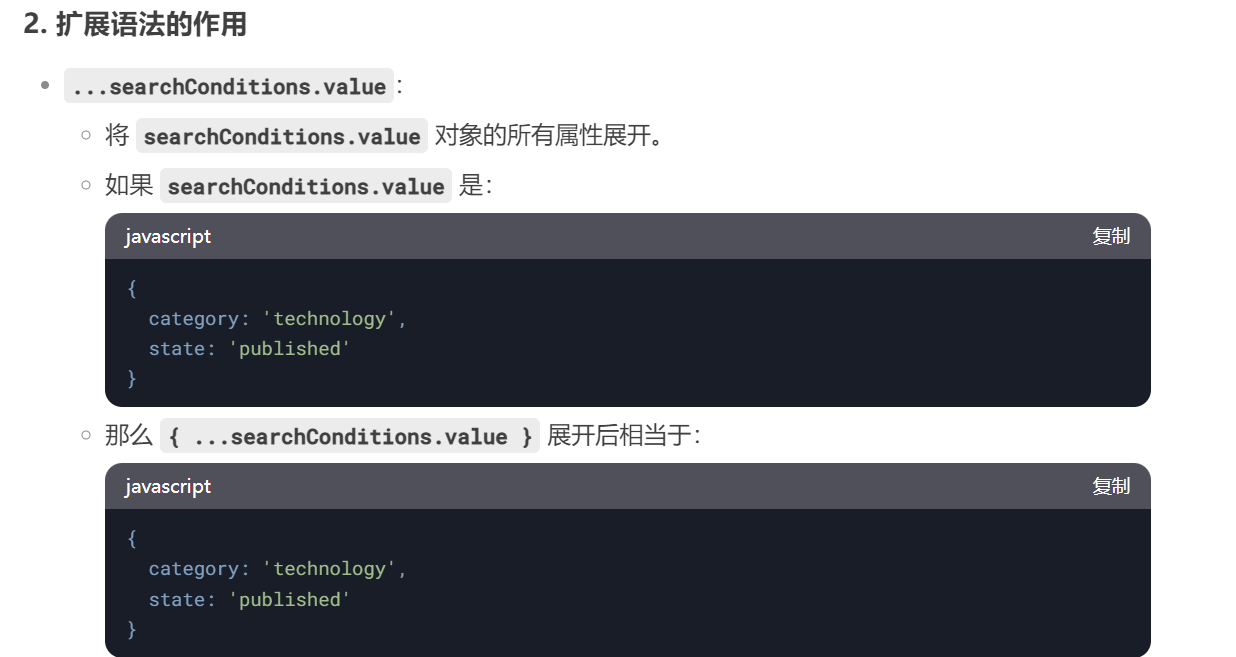 2. 扩展语法的作用
...searchConditions.value：
将 searchConditions.value 对象的所有属性展开。
如果 searchConditions.value 是：
javascript 复制
{
category: 'technology',
state: 'published'
}
那么 { ...searchConditions.value } 展开后相当于：
javascript 复制
{
category: 'technology',
state: 'published'
}